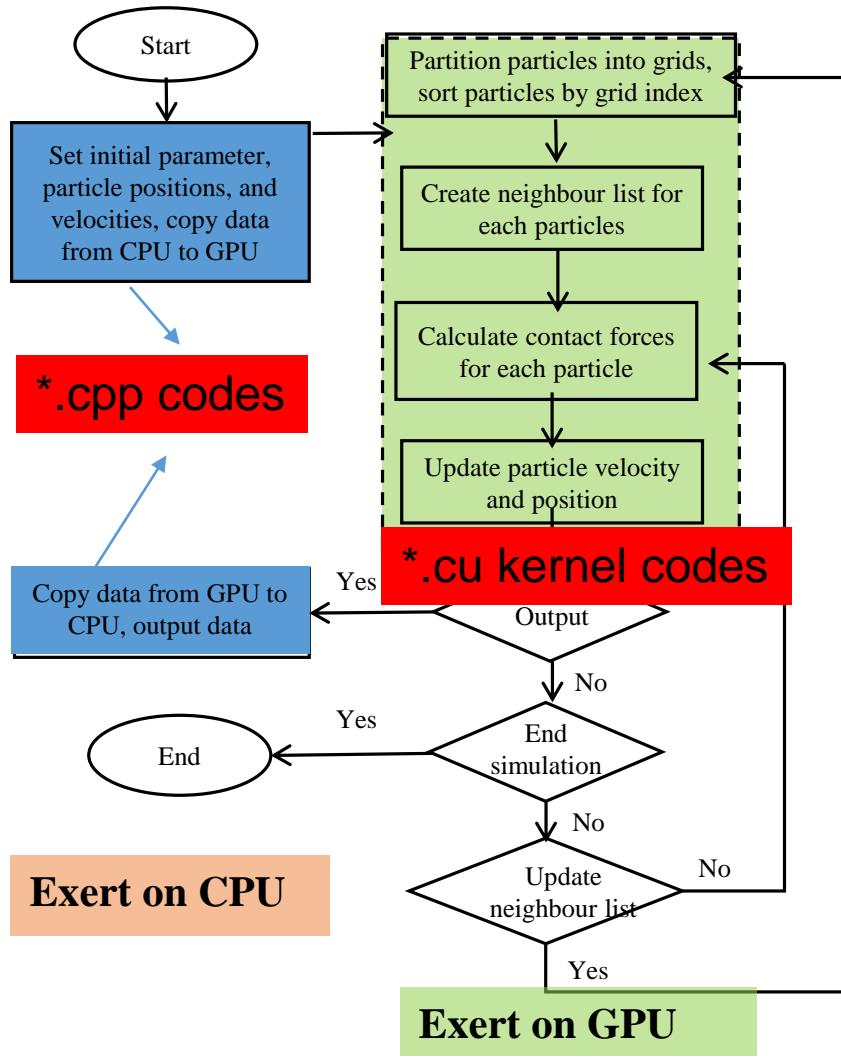 Start
Set initial parameter,
particle positions, and
velocities, copy data
from CPU to GPU
Partition particles into grids,
sort particles by grid index
Create neighbour list for
each particles
Calculate contact forces
for each particle
Update particle velocity
and position
*.cpp codes
*.cu kernel codes
Yes
Copy data from GPU to
CPU, output data
Output
No
Yes
End
End
simulation
No
Update
neighbour list
No
Yes
Exert on CPU
Exert on GPU